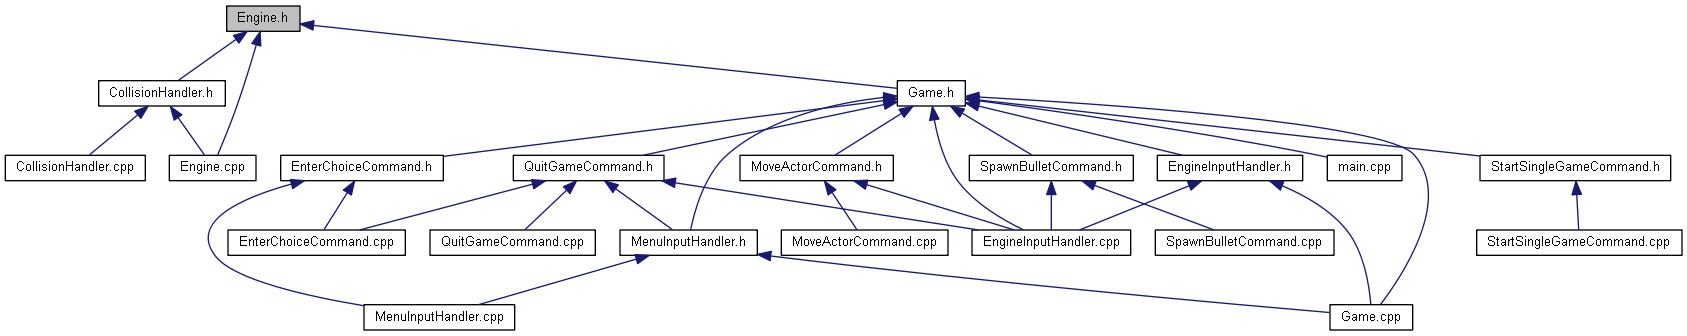 Engine.h
CollisionHandler.h
Game.h
CollisionHandler.cpp
Engine.cpp
EnterChoiceCommand.h
QuitGameCommand.h
MoveActorCommand.h
SpawnBulletCommand.h
EngineInputHandler.h
main.cpp
StartSingleGameCommand.h
EnterChoiceCommand.cpp
QuitGameCommand.cpp
MenuInputHandler.h
MoveActorCommand.cpp
EngineInputHandler.cpp
SpawnBulletCommand.cpp
StartSingleGameCommand.cpp
MenuInputHandler.cpp
Game.cpp